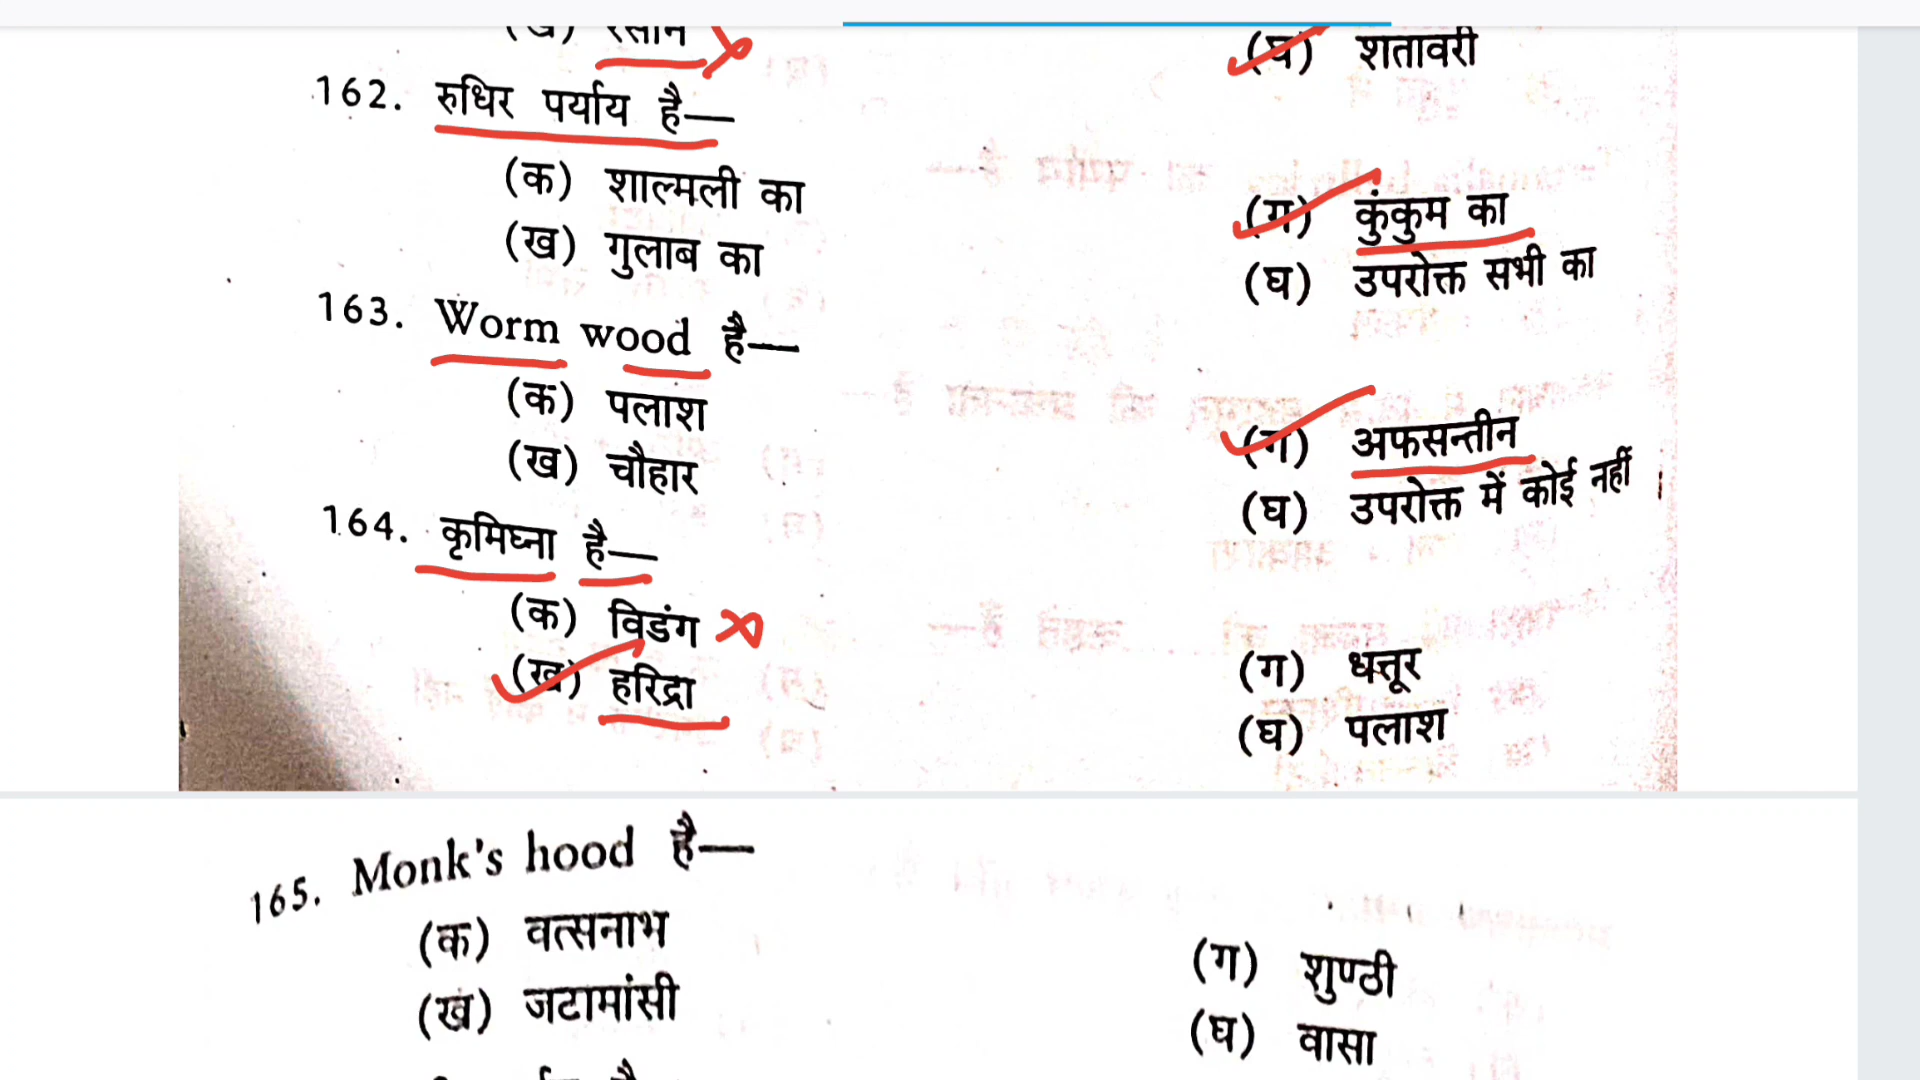 (ख) रसोन
(घ) शतावरी
162. रुधिर पर्याय है—
(क) शाल्मली का
(ग) कुंकुम का
(ख) गुलाब का
(घ) उपरोक्त सभी का
163. Worm wood है—
(क) पलाश
(ग) अफसन्तीन
(ख) चौहार
(घ) उपरोक्त में कोई नहीं ।
164. कृमिघ्ना है—
(क) विडंग
(ग) धत्तूर
(ख) हरिद्रा
(घ) पलाश
165. Monk's hood है—
(क) वत्सनाभ
(ग) शुण्ठी
(ख) जटामांसी
(घ) वासा